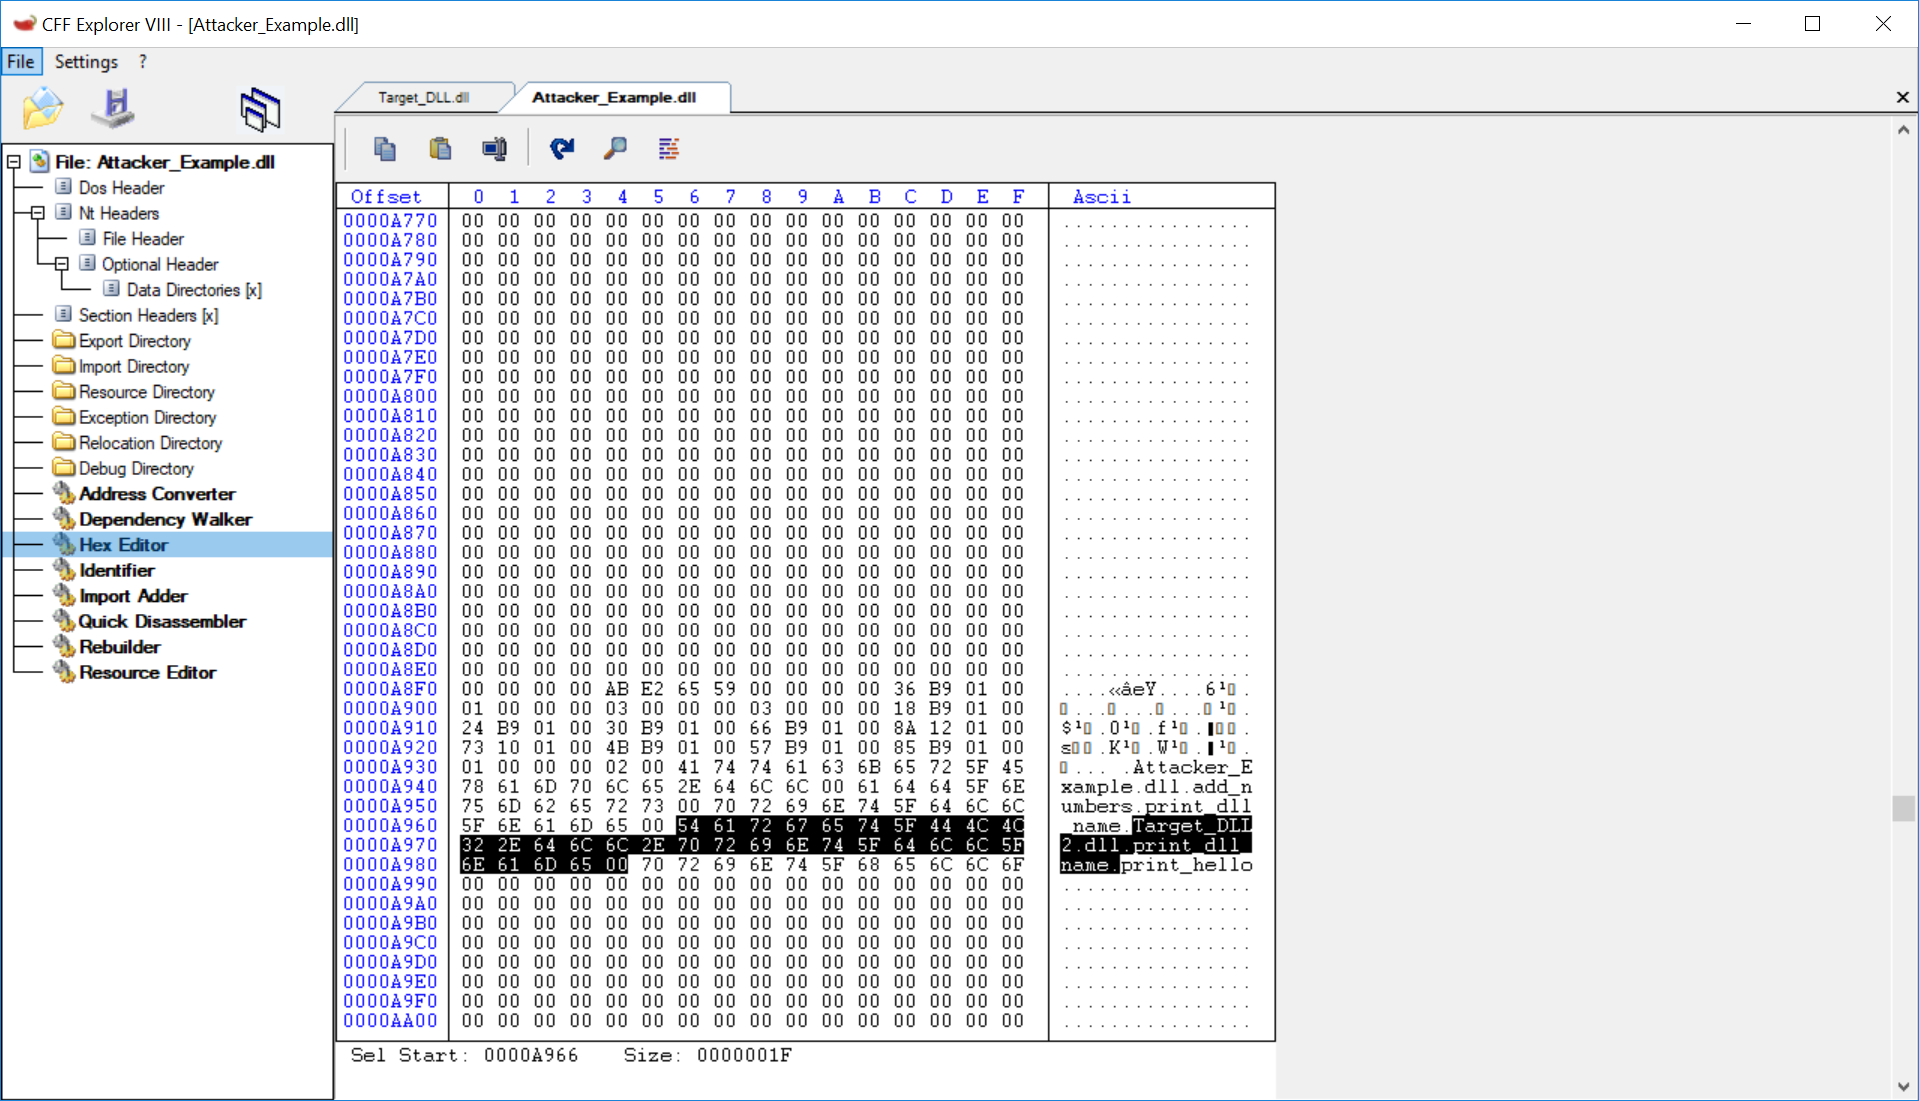 CFF Explorer VIII - [Attacker_Example.dll]
File Settings ?
Target_DLL.dll Attacker_Example.dll
File: Attacker_Example.dll
Dos Header
Nt Headers
File Header
Optional Header
Data Directories [x]
Section Headers [x]
Export Directory
Import Directory
Resource Directory
Exception Directory
Relocation Directory
Debug Directory
Address Converter
Dependency Walker
Hex Editor
Identifier
Import Adder
Quick Disassembler
Rebuilder
Resource Editor
Offset 0 1 2 3 4 5 6 7 8 9 A B C D E F Ascii
0000A770 00 00 00 00 00 00 00 00 00 00 00 00 00 00 00 00 ................
0000A780 00 00 00 00 00 00 00 00 00 00 00 00 00 00 00 00 ................
0000A790 00 00 00 00 00 00 00 00 00 00 00 00 00 00 00 00 ................
0000A7A0 00 00 00 00 00 00 00 00 00 00 00 00 00 00 00 00 ................
0000A7B0 00 00 00 00 00 00 00 00 00 00 00 00 00 00 00 00 ................
0000A7C0 00 00 00 00 00 00 00 00 00 00 00 00 00 00 00 00 ................
0000A7D0 00 00 00 00 00 00 00 00 00 00 00 00 00 00 00 00 ................
0000A7E0 00 00 00 00 00 00 00 00 00 00 00 00 00 00 00 00 ................
0000A7F0 00 00 00 00 00 00 00 00 00 00 00 00 00 00 00 00 ................
0000A800 00 00 00 00 00 00 00 00 00 00 00 00 00 00 00 00 ................
0000A810 00 00 00 00 00 00 00 00 00 00 00 00 00 00 00 00 ................
0000A820 00 00 00 00 00 00 00 00 00 00 00 00 00 00 00 00 ................
0000A830 00 00 00 00 00 00 00 00 00 00 00 00 00 00 00 00 ................
0000A840 00 00 00 00 00 00 00 00 00 00 00 00 00 00 00 00 ................
0000A850 00 00 00 00 00 00 00 00 00 00 00 00 00 00 00 00 ................
0000A860 00 00 00 00 00 00 00 00 00 00 00 00 00 00 00 00 ................
0000A870 00 00 00 00 00 00 00 00 00 00 00 00 00 00 00 00 ................
0000A880 00 00 00 00 00 00 00 00 00 00 00 00 00 00 00 00 ................
0000A890 00 00 00 00 00 00 00 00 00 00 00 00 00 00 00 00 ................
0000A8A0 00 00 00 00 00 00 00 00 00 00 00 00 00 00 00 00 ................
0000A8B0 00 00 00 00 00 00 00 00 00 00 00 00 00 00 00 00 ................
0000A8C0 00 00 00 00 00 00 00 00 00 00 00 00 00 00 00 00 ................
0000A8D0 00 00 00 00 00 00 00 00 00 00 00 00 00 00 00 00 ................
0000A8E0 00 00 00 00 00 00 00 00 00 00 00 00 00 00 00 00 ................
0000A8F0 00 00 00 00 AB E2 65 59 00 00 00 00 36 B9 01 00 ....«âeY....6¹▯.
0000A900 01 00 00 00 03 00 00 00 03 00 00 00 18 B9 01 00 ▯...▯...▯...▯¹▯.
0000A910 24 B9 01 00 30 B9 01 00 66 B9 01 00 8A 12 01 00 $¹▯.0¹▯.f¹▯.▮▯▯.
0000A920 73 10 01 00 4B B9 01 00 57 B9 01 00 85 B9 01 00 s▯▯.K¹▯.W¹▯.▮¹▯.
0000A930 01 00 00 00 02 00 41 74 74 61 63 6B 65 72 5F 45 ▯... .Attacker_E
0000A940 78 61 6D 70 6C 65 2E 64 6C 6C 00 61 64 64 5F 6E xample.dll.add_n
0000A950 75 6D 62 65 72 73 00 70 72 69 6E 74 5F 64 6C 6C umbers.print_dll
0000A960 5F 6E 61 6D 65 00 54 61 72 67 65 74 5F 44 4C 4C _name.Target_DLL
0000A970 32 2E 64 6C 6C 2E 70 72 69 6E 74 5F 64 6C 6C 5F 2.dll.print_dll_
0000A980 6E 61 6D 65 00 70 72 69 6E 74 5F 68 65 6C 6C 6F name.print_hello
0000A990 00 00 00 00 00 00 00 00 00 00 00 00 00 00 00 00 ................
0000A9A0 00 00 00 00 00 00 00 00 00 00 00 00 00 00 00 00 ................
0000A9B0 00 00 00 00 00 00 00 00 00 00 00 00 00 00 00 00 ................
0000A9C0 00 00 00 00 00 00 00 00 00 00 00 00 00 00 00 00 ................
0000A9D0 00 00 00 00 00 00 00 00 00 00 00 00 00 00 00 00 ................
0000A9E0 00 00 00 00 00 00 00 00 00 00 00 00 00 00 00 00 ................
0000A9F0 00 00 00 00 00 00 00 00 00 00 00 00 00 00 00 00 ................
0000AA00 00 00 00 00 00 00 00 00 00 00 00 00 00 00 00 00 ................
Sel Start: 0000A966 Size: 0000001F